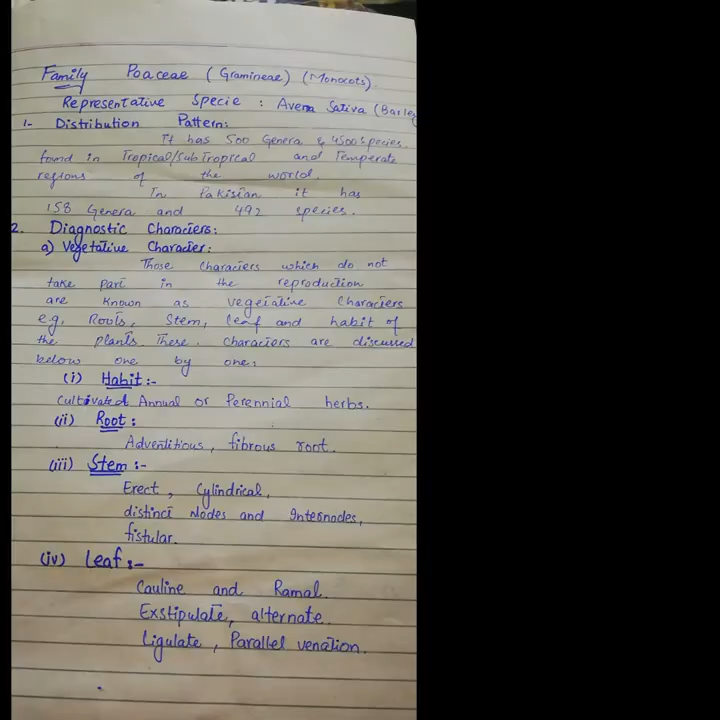 Family Poaceae (Gramineae) (Monocots).
Representative Specie : Avena Sativa (Barley
1- Distribution Pattern:
It has 500 Genera & 4500 species.
found in Tropical/SubTropical and Temperate
regions of the world.
In Pakistan it has
158 Genera and 492 species.
2. Diagnostic Characters:
a) Vegetative Character:
Those Characters which do not
take part in the reproduction
are known as vegetative Characters
e.g. Roots, Stem, leaf and habit of
the plants. These Characters are discussed
below one by one:
(i) Habit:-
Cultivated Annual or Perennial herbs.
(ii) Root:
Adventitious, fibrous root.
(iii) Stem:-
Erect, Cylindrical,
distinct Nodes and Internodes,
fistular.
(iv) Leaf:-
Cauline and Ramal.
Exstipulate, alternate.
Ligulate, Parallel venation.